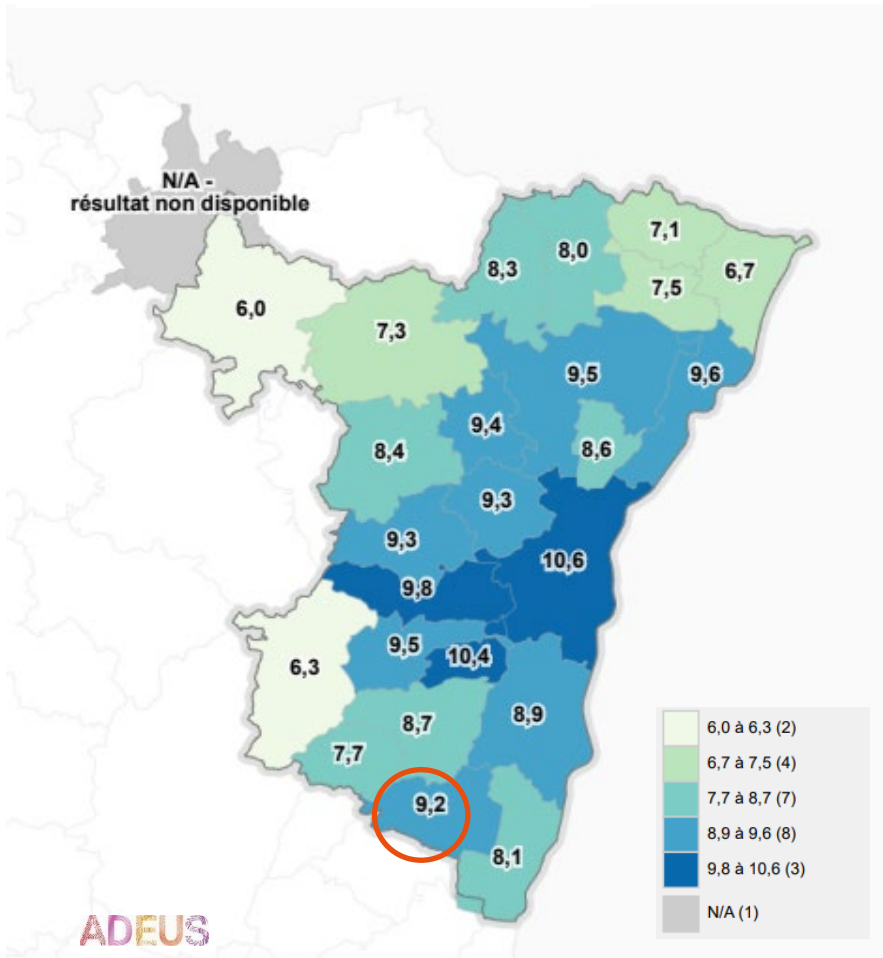 N/A -
résultat non disponible
7,1
8,0
8,3
6,7
7,5
6,0
7,3
9,5
9,6
9,4
8,6
8,4
9,3
9,3
10,6
9,8
9,5
10,4
6,3
8,9
8,7
7,7
9,2
8,1
6,0 à 6,3 (2)
6,7 à 7,5 (4)
7,7 à 8,7 (7)
8,9 à 9,6 (8)
9,8 à 10,6 (3)
N/A (1)
ADEUS